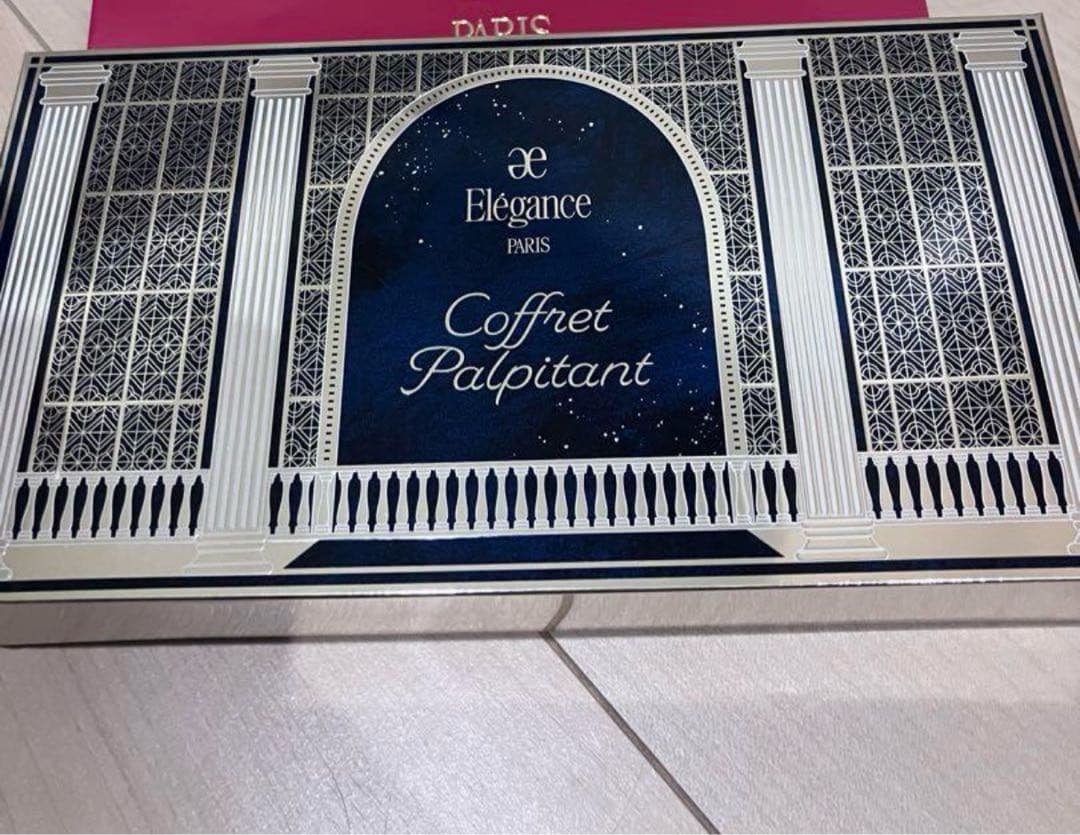 PARIS
æ
Elégance
PARIS
Coffret
Palpitant